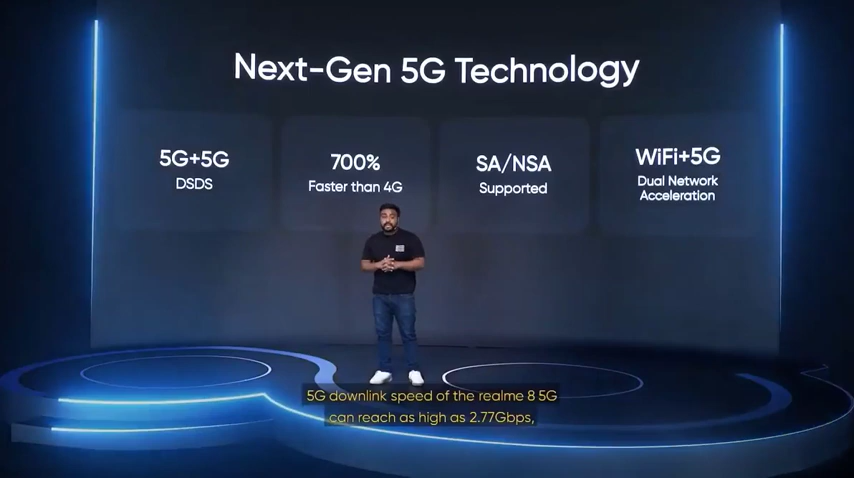 Next-Gen 5G Technology
5G+5G
DSDS
700%
Faster than 4G
SA/NSA
Supported
WiFi+5G
Dual Network
Acceleration
5G downlink speed of the realme 8 5G
can reach as high as 2.77Gbps,